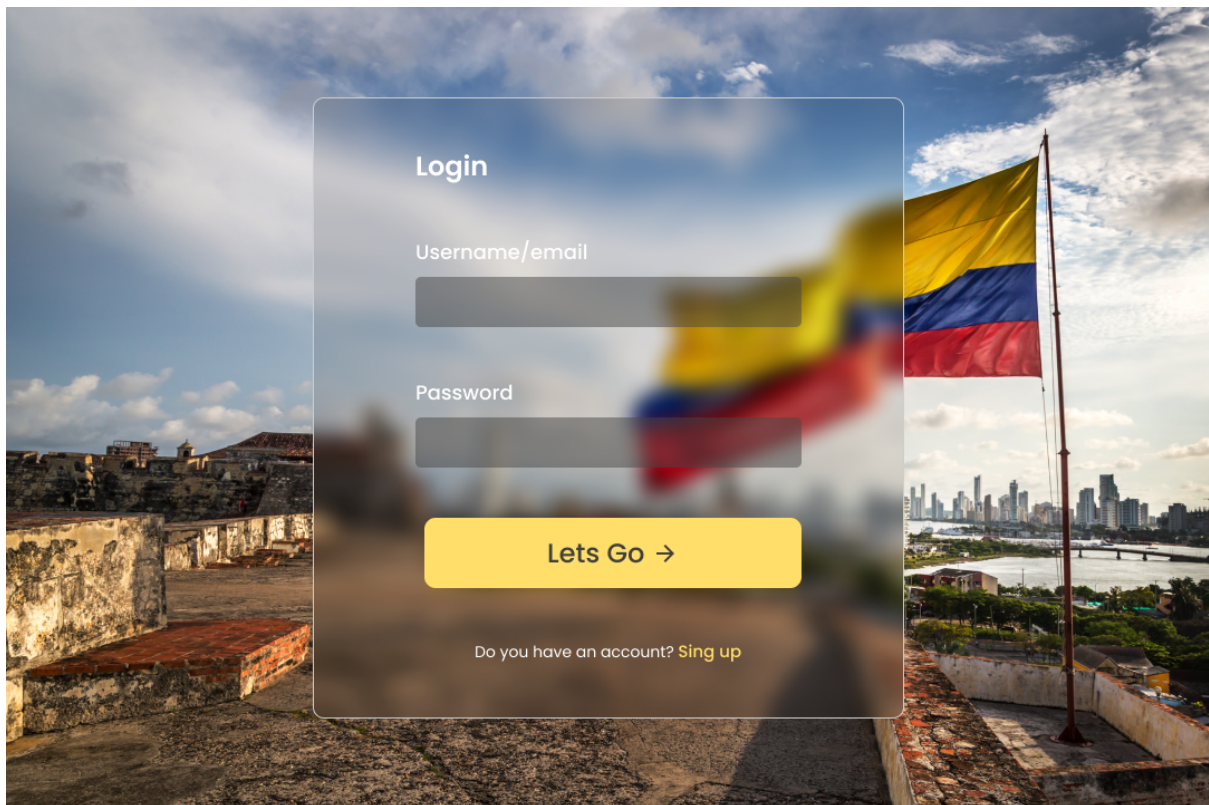 Login
Username/email
Password
Lets Go →
Do you have an account? Sing up